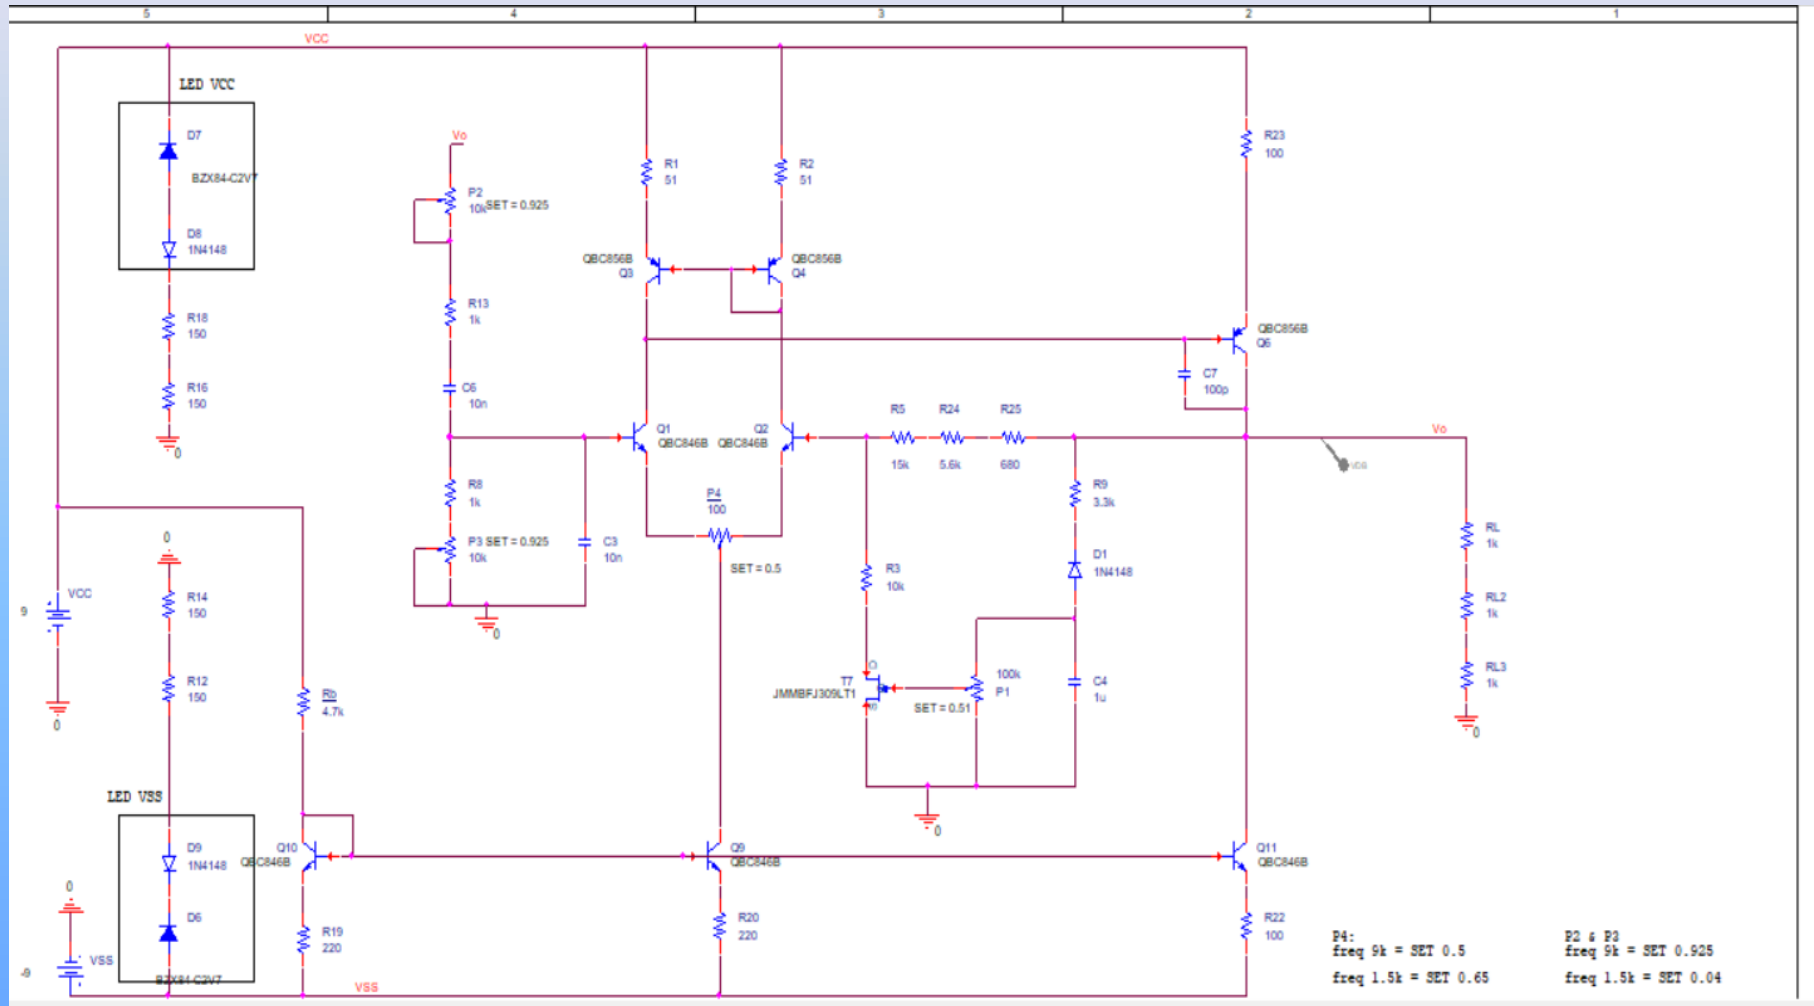 5
4
3
2
1
VCC
LED VCC
D7
BZX84-C2V7
D8
1N4148
R18
150
R16
150
0
Vo
P2
10k
SET = 0.925
R13
1k
C6
10n
R8
1k
P3
SET = 0.925
10k
C3
10n
0
R1
51
R2
51
QBC856B
Q3
QBC856B
Q4
R23
100
QBC856B
Q6
C7
100p
Q1
QBC846B
Q2
QBC846B
R5
15k
R24
5.6k
R25
680
Vo
P4
100
SET = 0.5
R9
3.3k
D1
1N4148
R3
10k
T7
JMMBFJ309LT1
D
S
100k
P1
SET = 0.51
C4
1u
0
RL
1k
RL2
1k
RL3
1k
0
9
VCC
0
0
R14
150
R12
150
Rb
4.7k
LED VSS
D9
1N4148
D6
BZX84-C2V7
0
-9
VSS
Q10
QBC846B
R19
220
Q9
QBC846B
R20
220
Q11
QBC846B
R22
100
VSS
P4:
freq 9k = SET 0.5
freq 1.5k = SET 0.65
P2 & P3
freq 9k = SET 0.925
freq 1.5k = SET 0.04